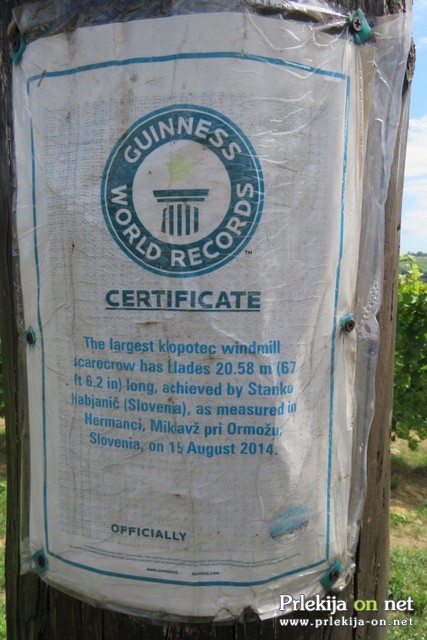 GUINNESS
WORLD RECORDS
™
CERTIFICATE
The largest klopotec windmill
scarecrow has blades 20.58 m (67
ft 6.2 in) long, achieved by Stanko
Habjanič (Slovenia), as measured in
Hermanci, Miklavž pri Ormožu,
Slovenia, on 15 August 2014.
OFFICIALLY
Prlekija on net
www.prlekija-on.net